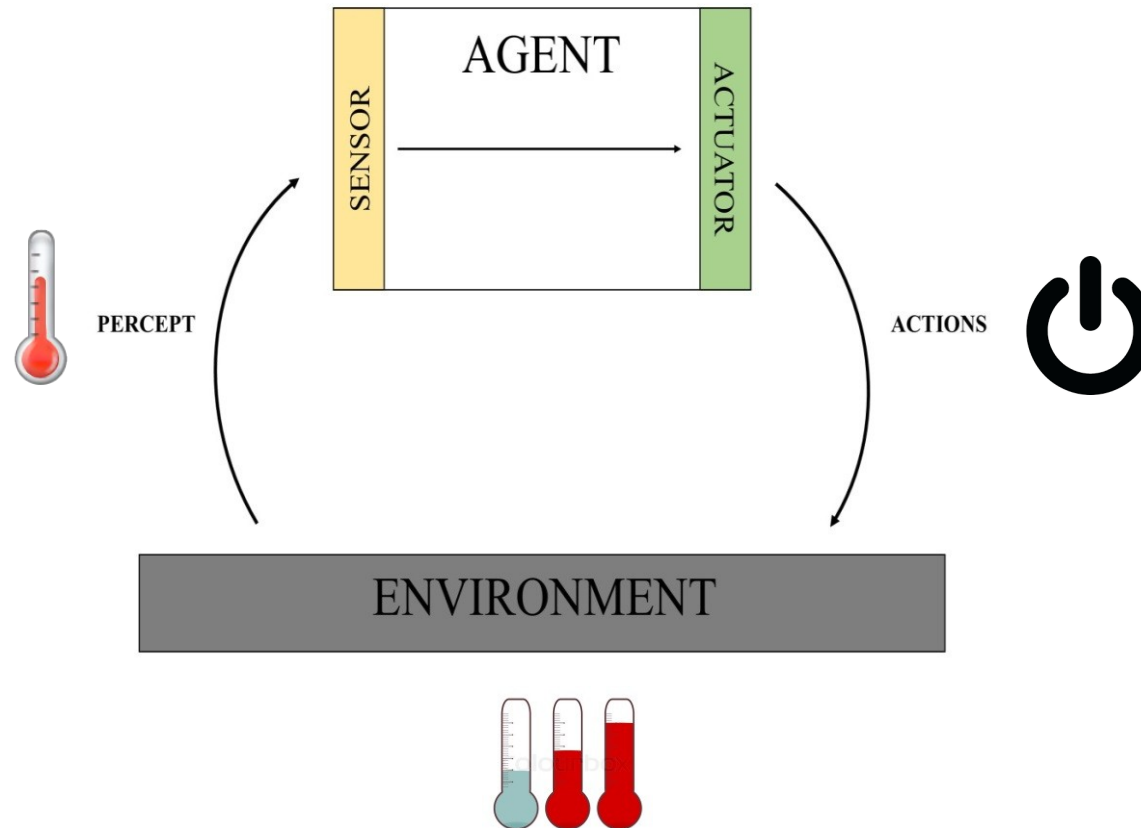 AGENT
SENSOR
ACTUATOR
PERCEPT
ACTIONS
ENVIRONMENT